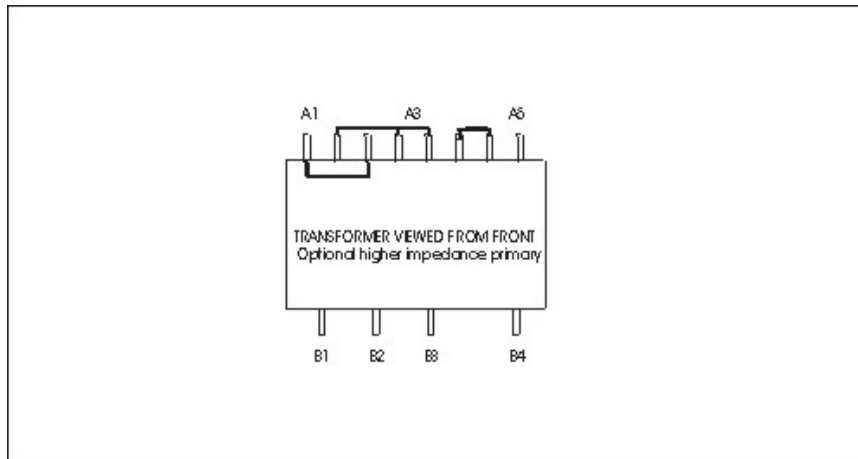 A1 A3 A6
TRANSFORMER VIEWED FROM FRONT
Optional higher impedance primary
B1 B2 B3 B4